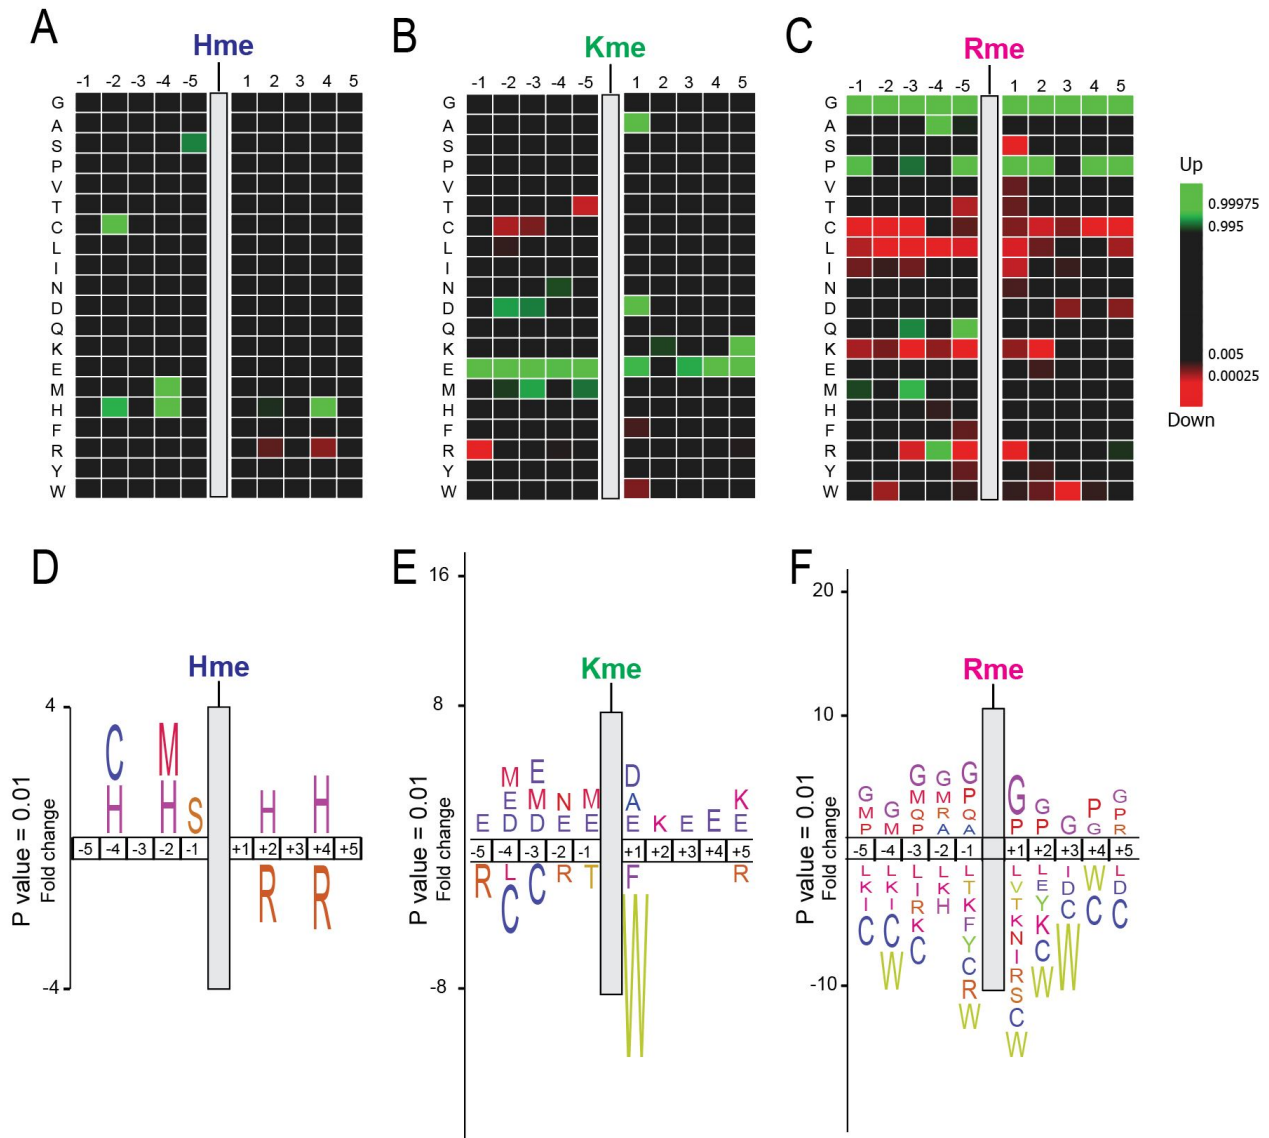 A
Hme
-1 -2 -3 -4 -5 1 2 3 4 5
G
A
S
P
V
T
C
L
I
N
D
Q
K
E
M
H
F
R
Y
W
B
Kme
-1 -2 -3 -4 -5 1 2 3 4 5
G
A
S
P
V
T
C
L
I
N
D
Q
K
E
M
H
F
R
Y
W
C
Rme
-1 -2 -3 -4 -5 1 2 3 4 5
G
A
S
P
V
T
C
L
I
N
D
Q
K
E
M
H
F
R
Y
W
Up
0.99975
0.995
0.005
0.00025
Down
D
Hme
4
-4
P value = 0.01
Fold change
C M
H H S H H
-5 -4 -3 -2 -1 +1 +2 +3 +4 +5
R R
E
Kme
16
8
-8
P value = 0.01
Fold change
M E D
E M N M A K
E D D E E E K E E E
-5 -4 -3 -2 -1 +1 +2 +3 +4 +5
R L C R T F R
C W
F
Rme
20
10
-10
P value = 0.01
Fold change
G G G G G
G M M P G P G
M G Q R Q P P P
P M P A A P P G G R
-5 -4 -3 -2 -1 +1 +2 +3 +4 +5
L L L L L L L I W L
K K I K T V E D C D
I I R H K T Y C C
C C K F K K W
W C Y N C
C I W
R R
W S
C
W